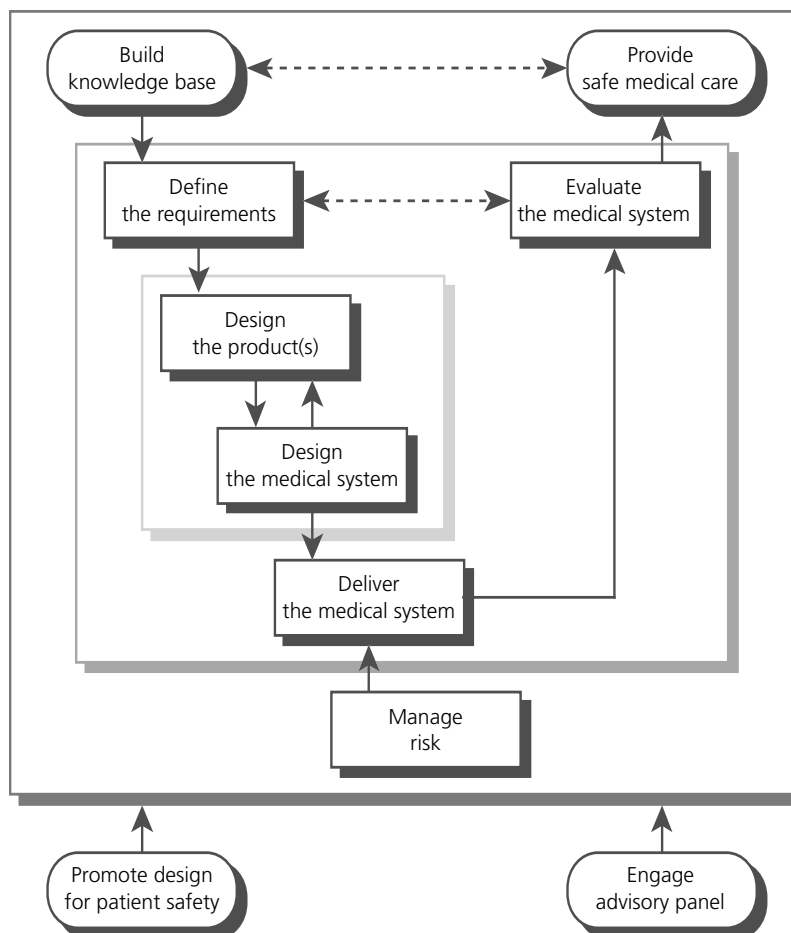 Build
knowledge base
Provide
safe medical care
Define
the requirements
Evaluate
the medical system
Design
the product(s)
Design
the medical system
Deliver
the medical system
Manage
risk
Promote design
for patient safety
Engage
advisory panel